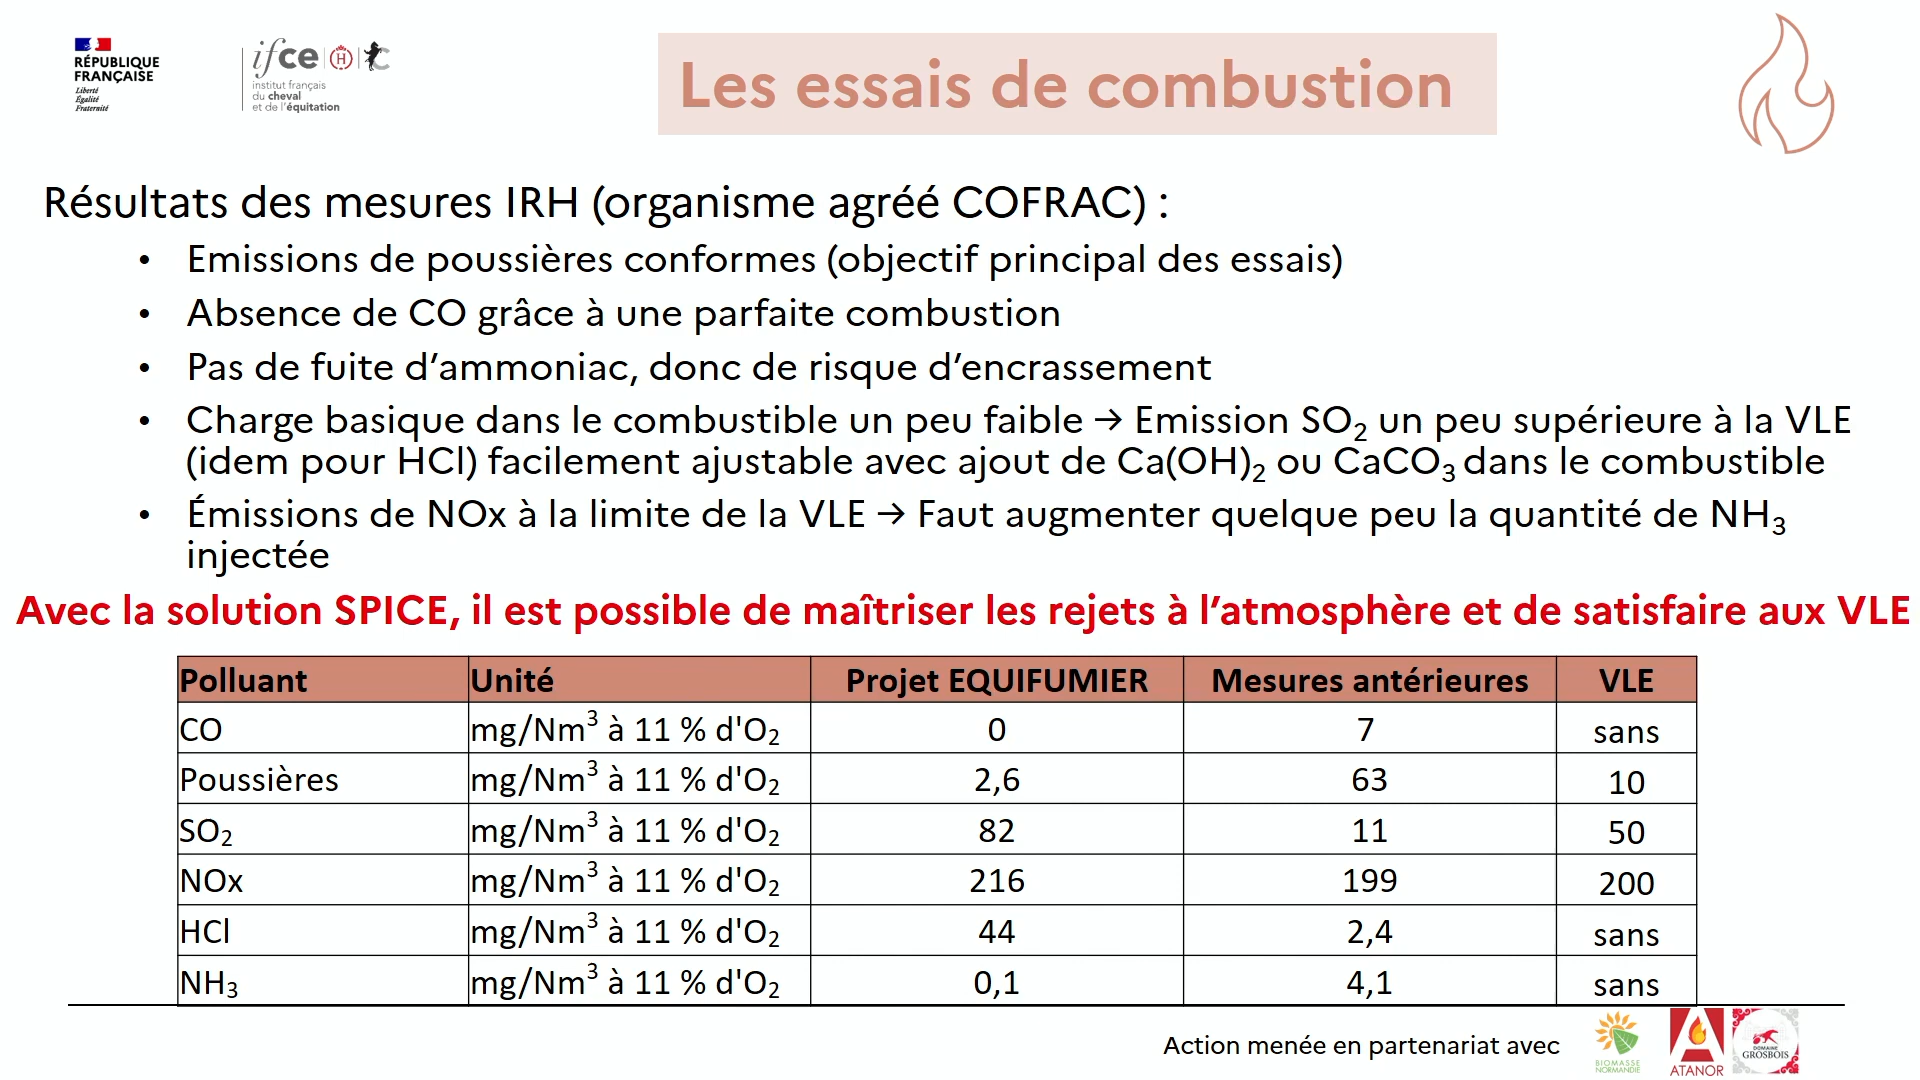 RÉPUBLIQUE
FRANÇAISE
Liberté
Égalité
Fraternité
ifce H C
institut français
du cheval
et de l'équitation
Les essais de combustion
Résultats des mesures IRH (organisme agréé COFRAC) :
• Emissions de poussières conformes (objectif principal des essais)
• Absence de CO grâce à une parfaite combustion
• Pas de fuite d’ammoniac, donc de risque d’encrassement
• Charge basique dans le combustible un peu faible → Emission SO₂ un peu supérieure à la VLE
(idem pour HCl) facilement ajustable avec ajout de Ca(OH)₂ ou CaCO₃ dans le combustible
• Émissions de NOx à la limite de la VLE → Faut augmenter quelque peu la quantité de NH₃
injectée
Avec la solution SPICE, il est possible de maîtriser les rejets à l’atmosphère et de satisfaire aux VLE
Polluant Unité Projet EQUIFUMIER Mesures antérieures VLE
CO mg/Nm³ à 11 % d'O₂ 0 7 sans
Poussières mg/Nm³ à 11 % d'O₂ 2,6 63 10
SO₂ mg/Nm³ à 11 % d'O₂ 82 11 50
NOx mg/Nm³ à 11 % d'O₂ 216 199 200
HCl mg/Nm³ à 11 % d'O₂ 44 2,4 sans
NH₃ mg/Nm³ à 11 % d'O₂ 0,1 4,1 sans
Action menée en partenariat avec
BIOMASSE
NORMANDIE
ATANOR
DOMAINE
GROSBOIS